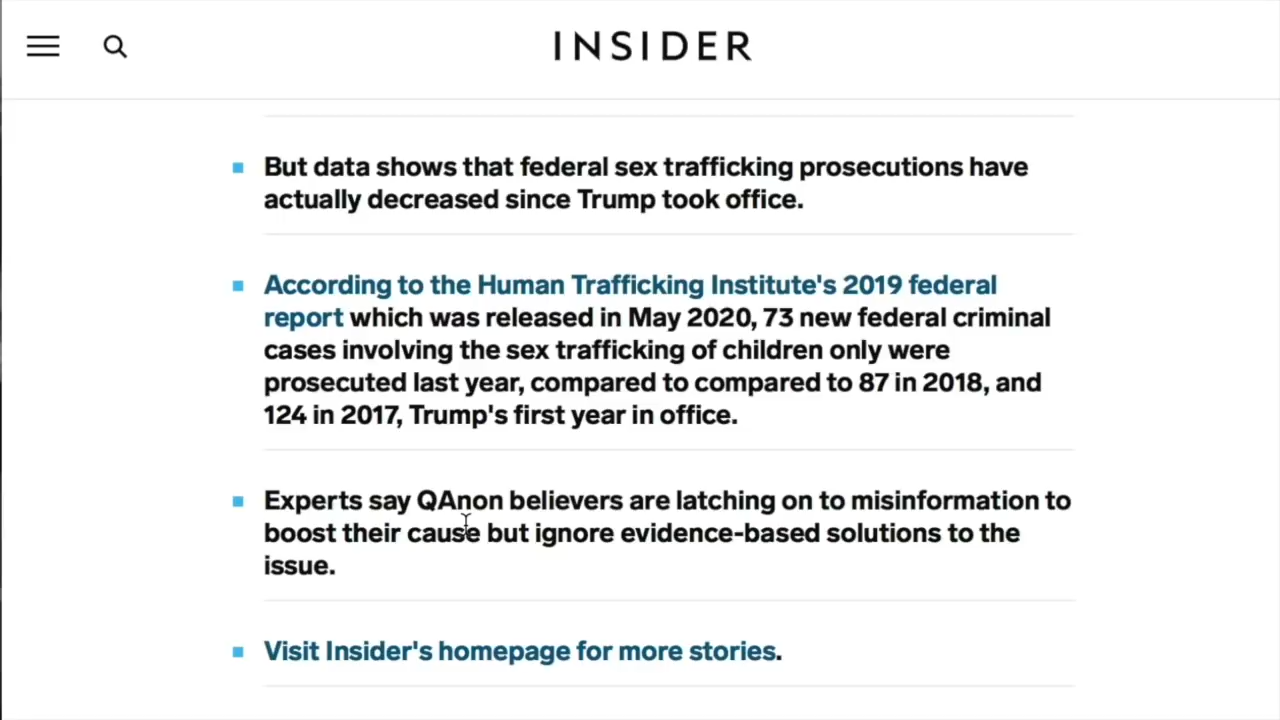 INSIDER
But data shows that federal sex trafficking prosecutions have
actually decreased since Trump took office.
According to the Human Trafficking Institute's 2019 federal
report which was released in May 2020, 73 new federal criminal
cases involving the sex trafficking of children only were
prosecuted last year, compared to compared to 87 in 2018, and
124 in 2017, Trump's first year in office.
Experts say QAnon believers are latching on to misinformation to
boost their cause but ignore evidence-based solutions to the
issue.
Visit Insider's homepage for more stories.